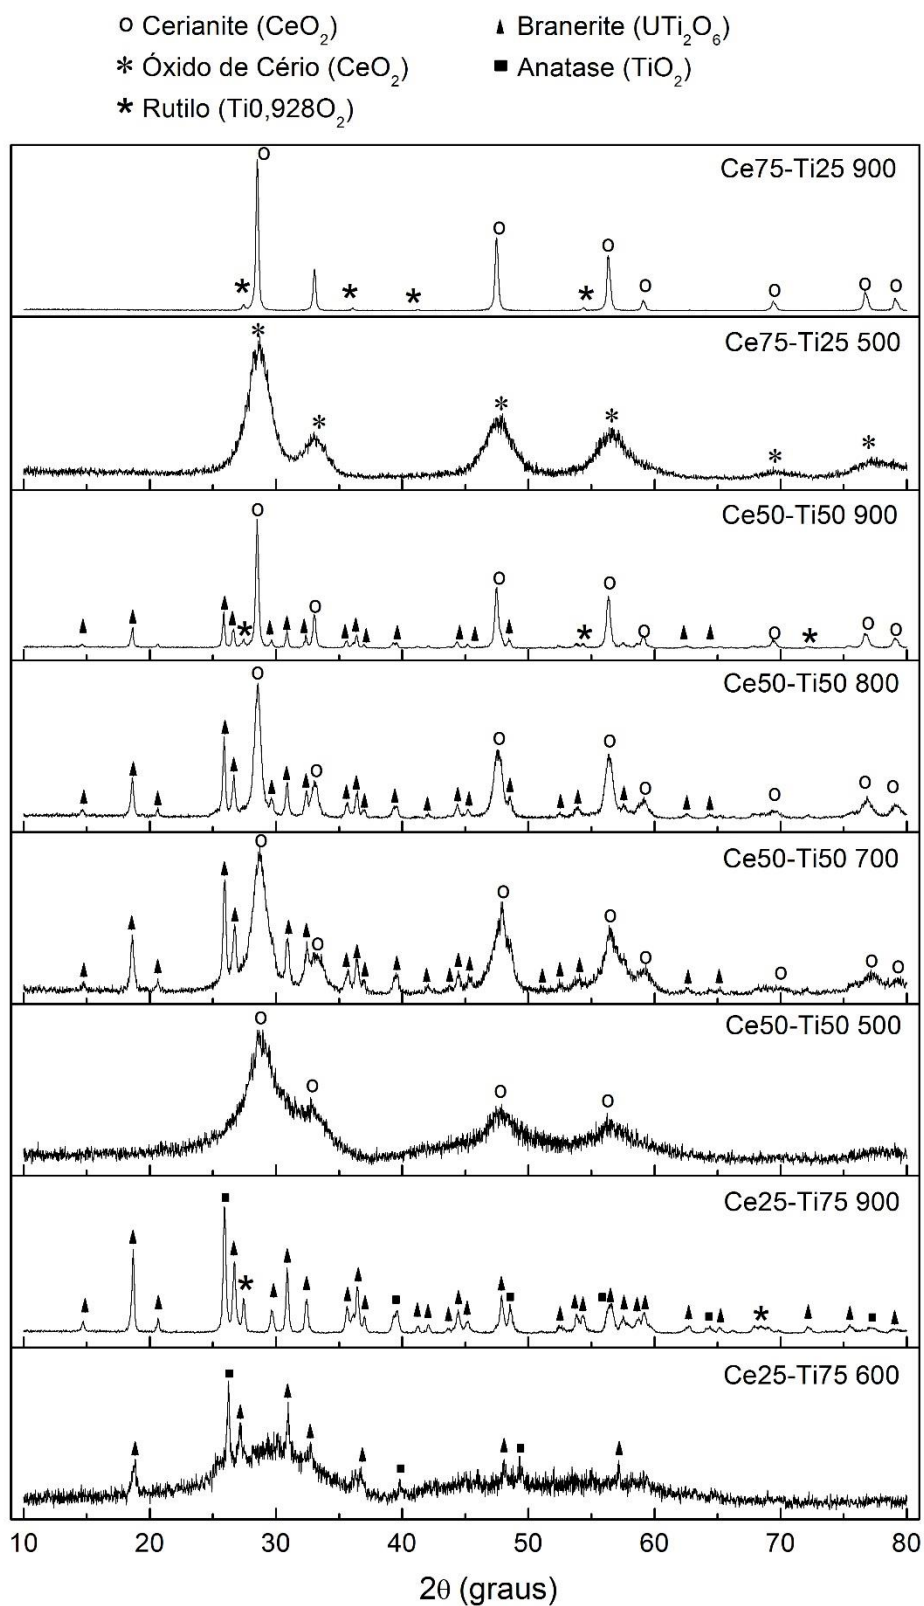 o Cerianite (CeO₂) ▲ Branerite (UTi₂O₆)
* Óxido de Cério (CeO₂) ■ Anatase (TiO₂)
★ Rutilo (Ti0,928O₂)
Ce75-Ti25 900
Ce75-Ti25 500
Ce50-Ti50 900
Ce50-Ti50 800
Ce50-Ti50 700
Ce50-Ti50 500
Ce25-Ti75 900
Ce25-Ti75 600
10 20 30 40 50 60 70 80
2θ (graus)